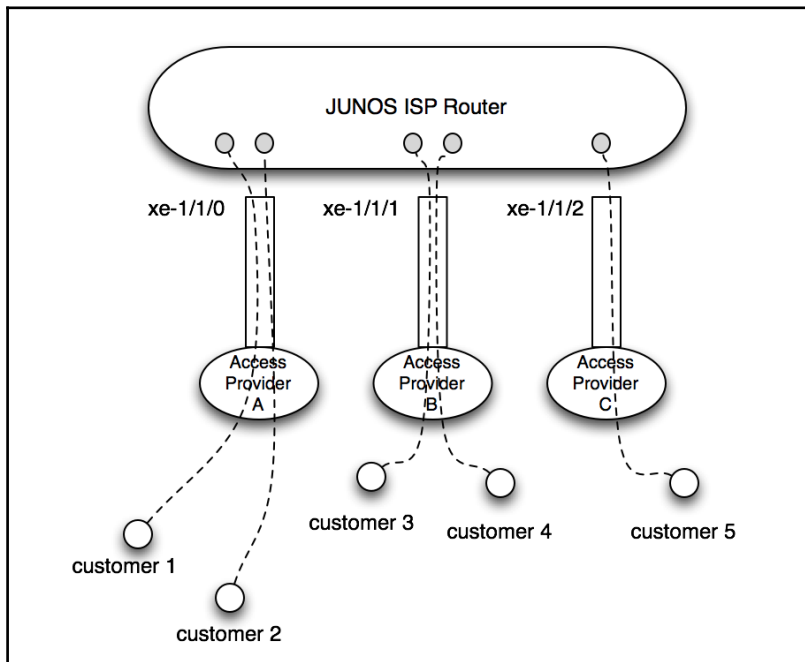 JUNOS ISP Router
xe-1/1/0
xe-1/1/1
xe-1/1/2
Access
Provider
A
Access
Provider
B
Access
Provider
C
customer 1
customer 2
customer 3
customer 4
customer 5